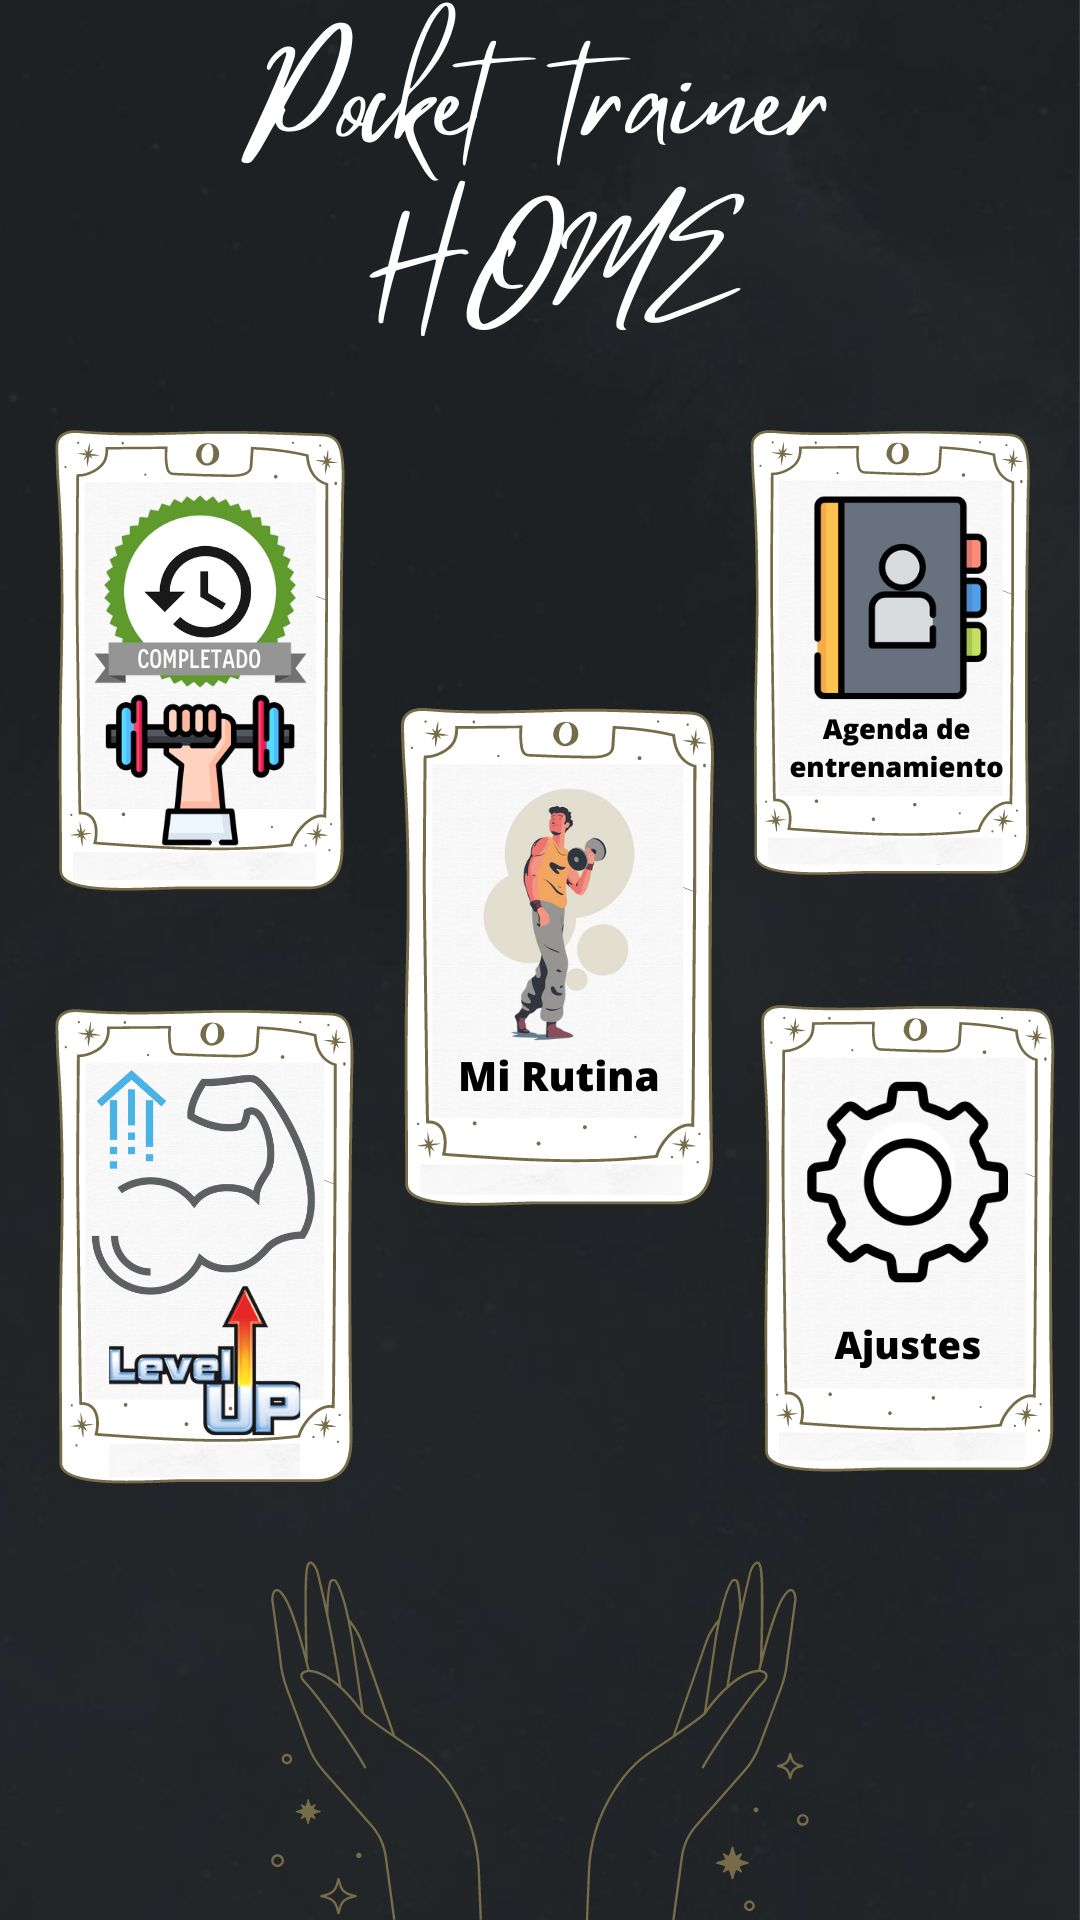 Pocket Trainer
HOME
O
COMPLETADO
O
Agenda de
entrenamiento
O
Mi Rutina
O
Level
UP
O
Ajustes